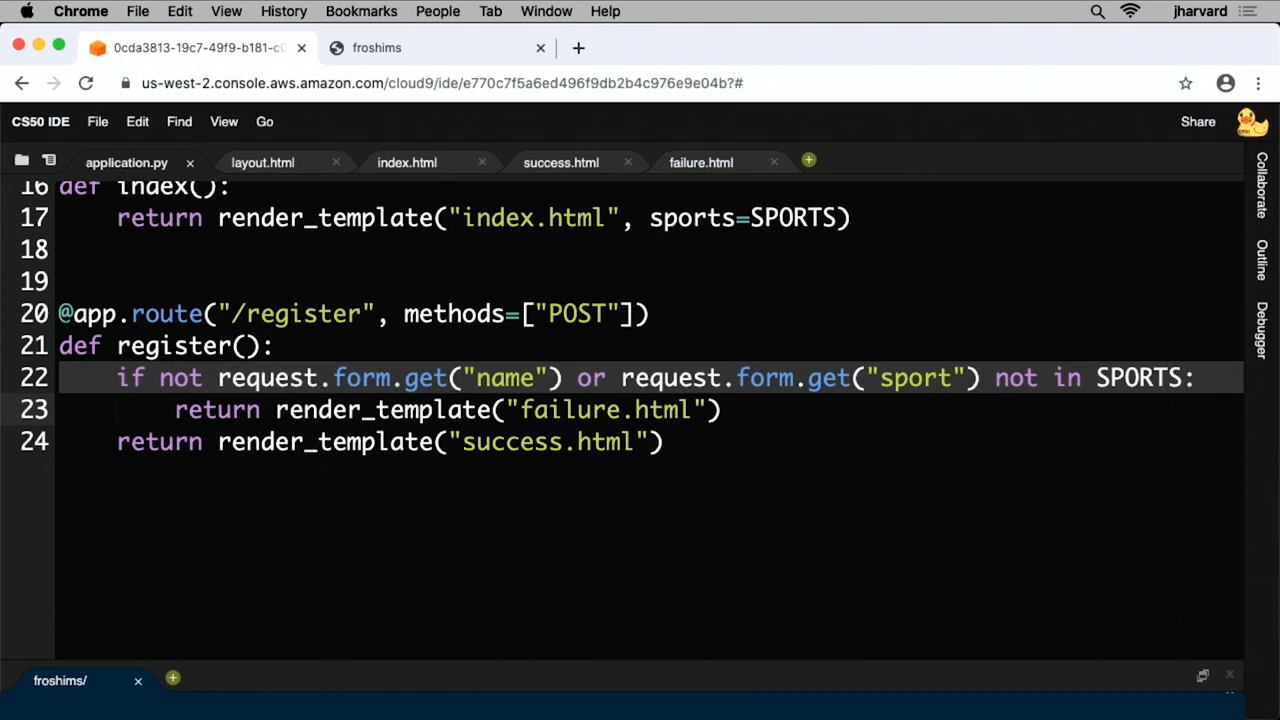 Chrome File Edit View History Bookmarks People Tab Window Help jharvard
0cda3813-19c7-49f9-b181-c froshims
us-west-2.console.aws.amazon.com/cloud9/ide/e770c7f5a6ed496f9db2b4c976e9e04b?#
CS50 IDE File Edit Find View Go Share
application.py layout.html index.html success.html failure.html
16 def index():
17 return render_template("index.html", sports=SPORTS)
18
19
20 @app.route("/register", methods=["POST"])
21 def register():
22 if not request.form.get("name") or request.form.get("sport") not in SPORTS:
23 return render_template("failure.html")
24 return render_template("success.html")
Collaborate
Outline
Debugger
froshims/